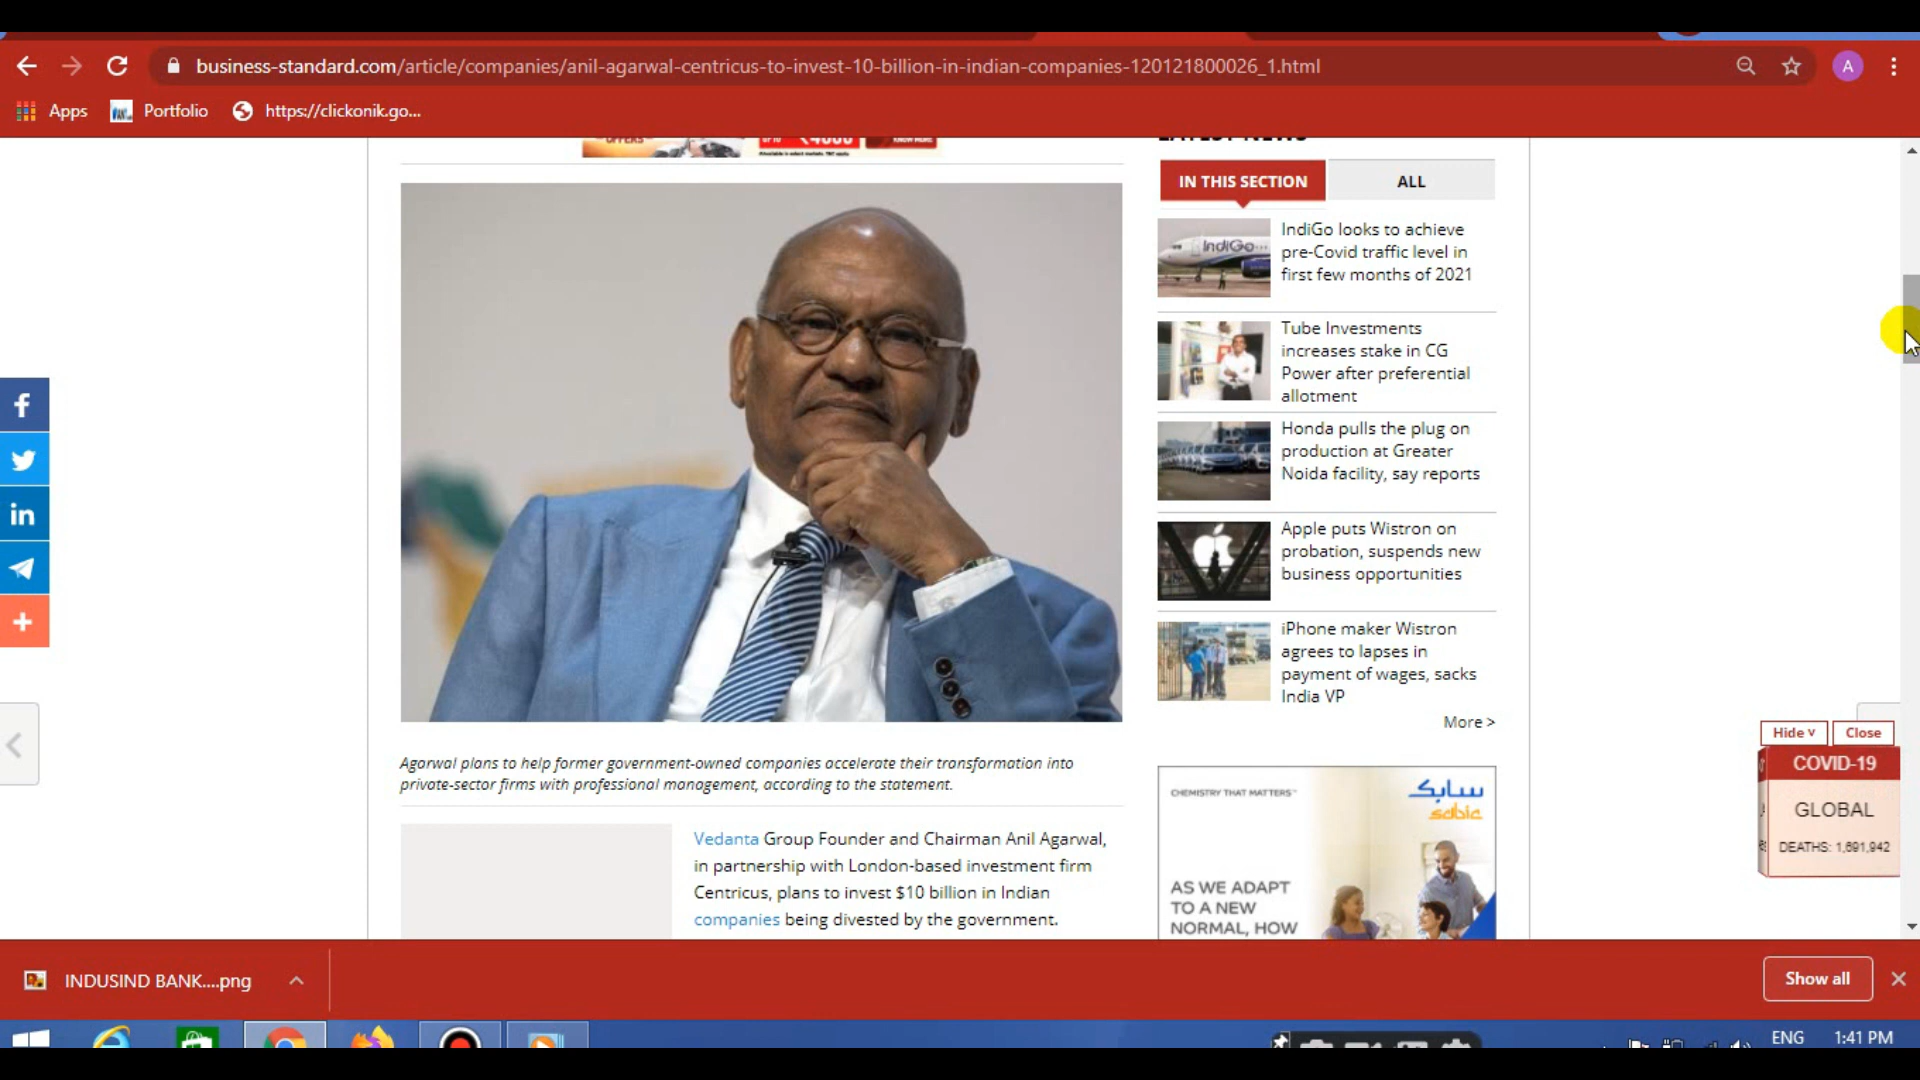 business-standard.com/article/companies/anil-agarwal-centricus-to-invest-10-billion-in-indian-companies-120121800026_1.html
A
Apps
Portfolio
https://clickonik.go...
OFFERS
₹4000
KNOW MORE
LATEST NEWS
IN THIS SECTION
ALL
IndiGo
IndiGo looks to achieve
pre-Covid traffic level in
first few months of 2021
Tube Investments
increases stake in CG
Power after preferential
allotment
Honda pulls the plug on
production at Greater
Noida facility, say reports
Apple puts Wistron on
probation, suspends new
business opportunities
iPhone maker Wistron
agrees to lapses in
payment of wages, sacks
India VP
More >
Agarwal plans to help former government-owned companies accelerate their transformation into
private-sector firms with professional management, according to the statement.
Vedanta Group Founder and Chairman Anil Agarwal,
in partnership with London-based investment firm
Centricus, plans to invest $10 billion in Indian
companies being divested by the government.
CHEMISTRY THAT MATTERS™
سابك
sabic
AS WE ADAPT
TO A NEW
NORMAL, HOW
Hide v
Close
COVID-19
GLOBAL
DEATHS: 1,691,942
INDUSIND BANK....png
Show all
ENG
1:41 PM